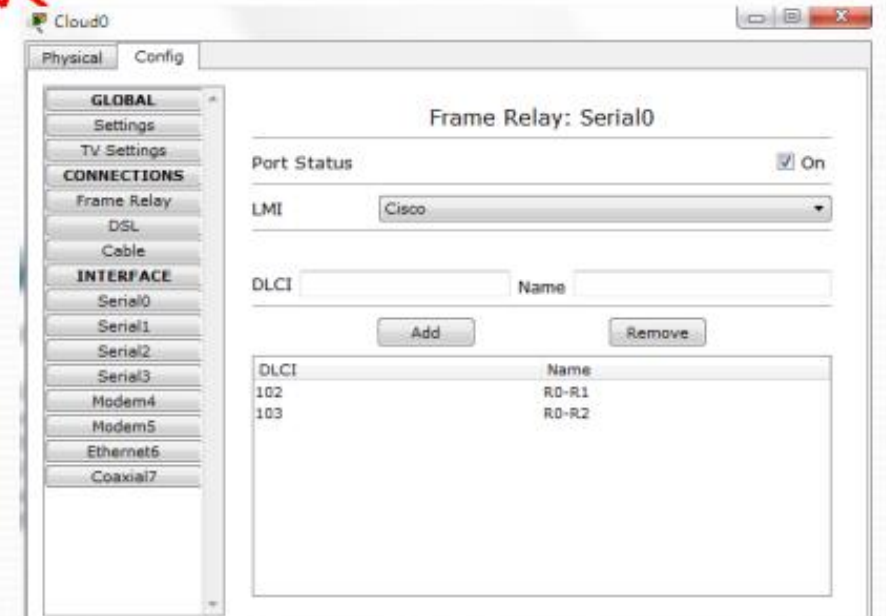 Cloud0
Physical Config
GLOBAL
Settings
TV Settings
CONNECTIONS
Frame Relay
DSL
Cable
INTERFACE
Serial0
Serial1
Serial2
Serial3
Modem4
Modem5
Ethernet6
Coaxial7
Frame Relay: Serial0
Port Status On
LMI Cisco
DLCI Name
Add Remove
DLCI Name
102 R0-R1
103 R0-R2